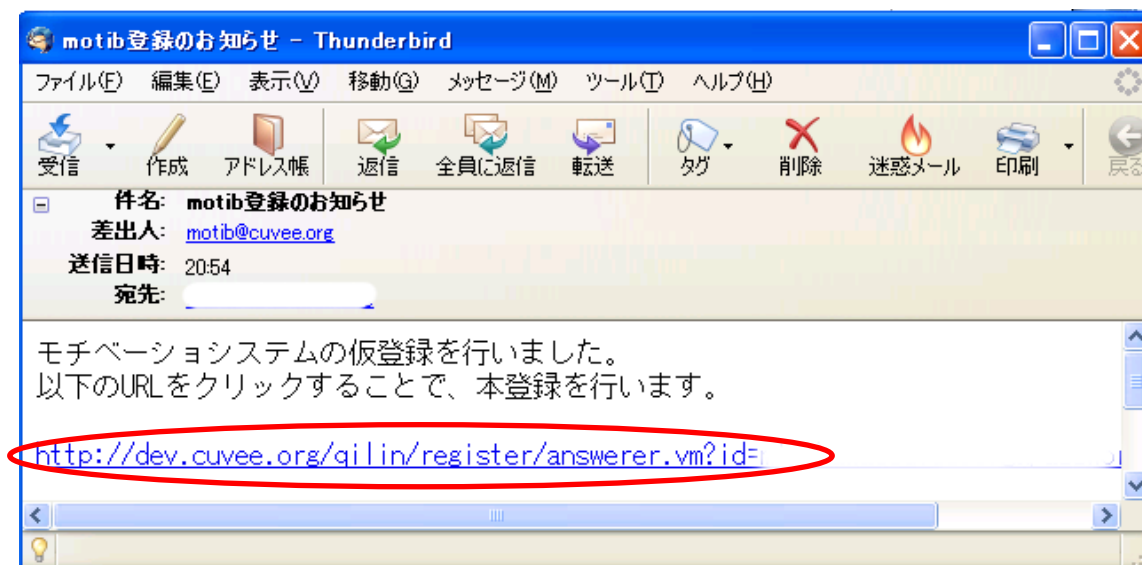 motib登録のお知らせ - Thunderbird
ファイル(F) 編集(E) 表示(V) 移動(G) メッセージ(M) ツール(T) ヘルプ(H)
受信 作成 アドレス帳 返信 全員に返信 転送 タグ 削除 迷惑メール 印刷 戻る
件名: motib登録のお知らせ
差出人: motib@cuvee.org
送信日時: 20:54
宛先:
モチベーショシステムの仮登録を行いました。
以下のURLをクリックすることで、本登録を行います。
http://dev.cuvee.org/qilin/register/answerer.vm?id=